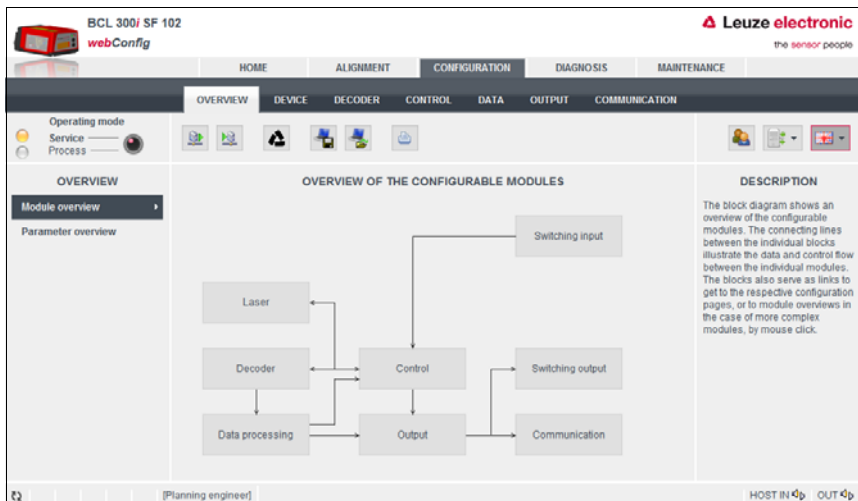 BCL 300i SF 102
webConfig
Leuze electronic
the sensor people
HOME ALIGNMENT CONFIGURATION DIAGNOSIS MAINTENANCE
OVERVIEW DEVICE DECODER CONTROL DATA OUTPUT COMMUNICATION
Operating mode
Service
Process
OVERVIEW
Module overview
Parameter overview
OVERVIEW OF THE CONFIGURABLE MODULES
Switching input
Laser
Decoder
Control
Switching output
Data processing
Output
Communication
DESCRIPTION
The block diagram shows an
overview of the configurable
modules. The connecting lines
between the individual blocks
illustrate the data and control flow
between the individual modules.
The blocks also serve as links to
get to the respective configuration
pages, or to module overviews in
the case of more complex
modules, by mouse click.
[Planning engineer]
HOST IN OUT